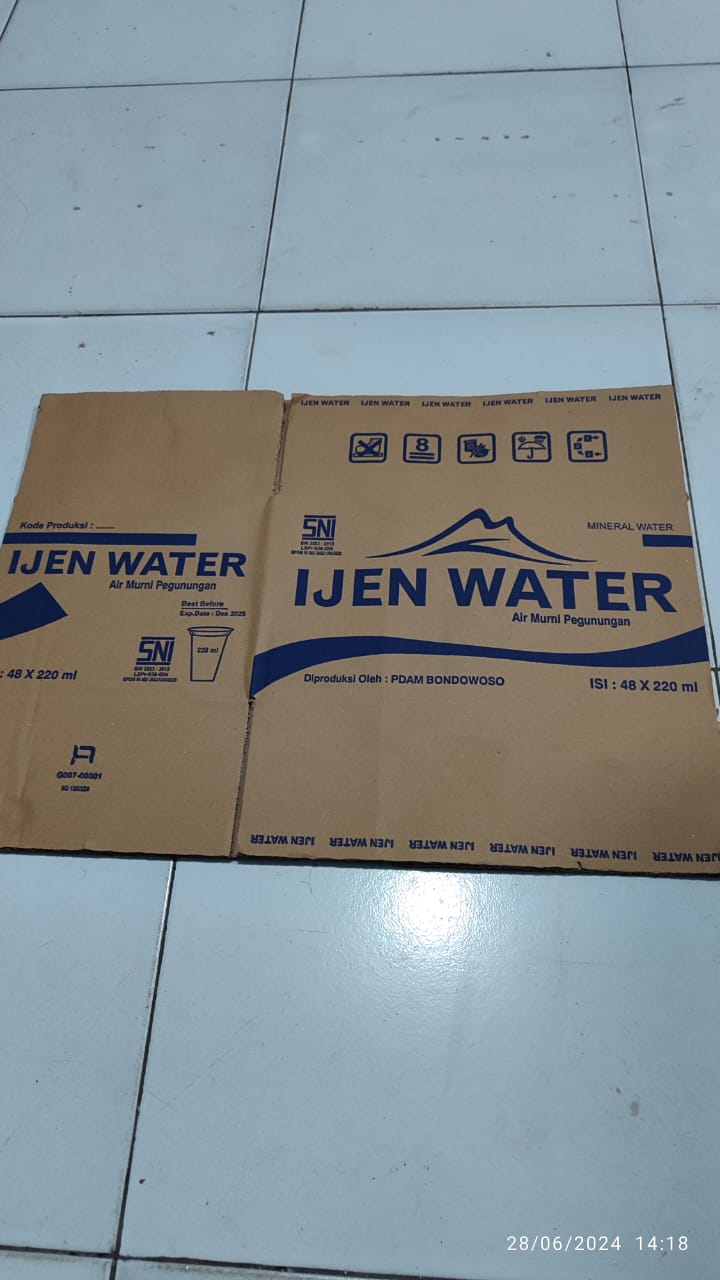 IJEN WATER IJEN WATER IJEN WATER IJEN WATER IJEN WATER IJEN WATER
8
Kode Produksi : ........
IJEN WATER
Air Murni Pegunungan
Best Before
Exp.Date : Des 2025
SNI
220 ml
: 48 X 220 ml
G007-00001
SNI
MINERAL WATER
IJEN WATER
Air Murni Pegunungan
Diproduksi Oleh : PDAM BONDOWOSO
ISI : 48 X 220 ml
IJEN WATER IJEN WATER IJEN WATER IJEN WATER IJEN WATER IJEN WATER
28/06/2024 14:18